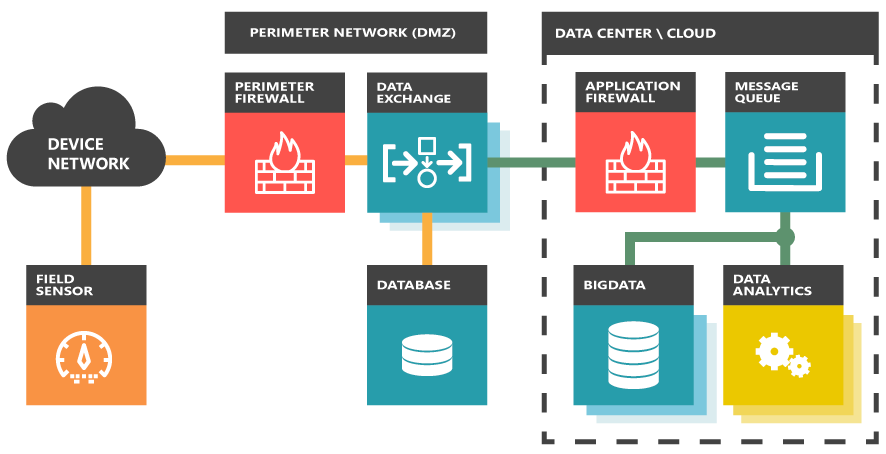 PERIMETER NETWORK (DMZ)
DATA CENTER \ CLOUD
PERIMETER
FIREWALL
DATA
EXCHANGE
APPLICATION
FIREWALL
MESSAGE
QUEUE
DEVICE
NETWORK
FIELD
SENSOR
DATABASE
BIGDATA
DATA
ANALYTICS